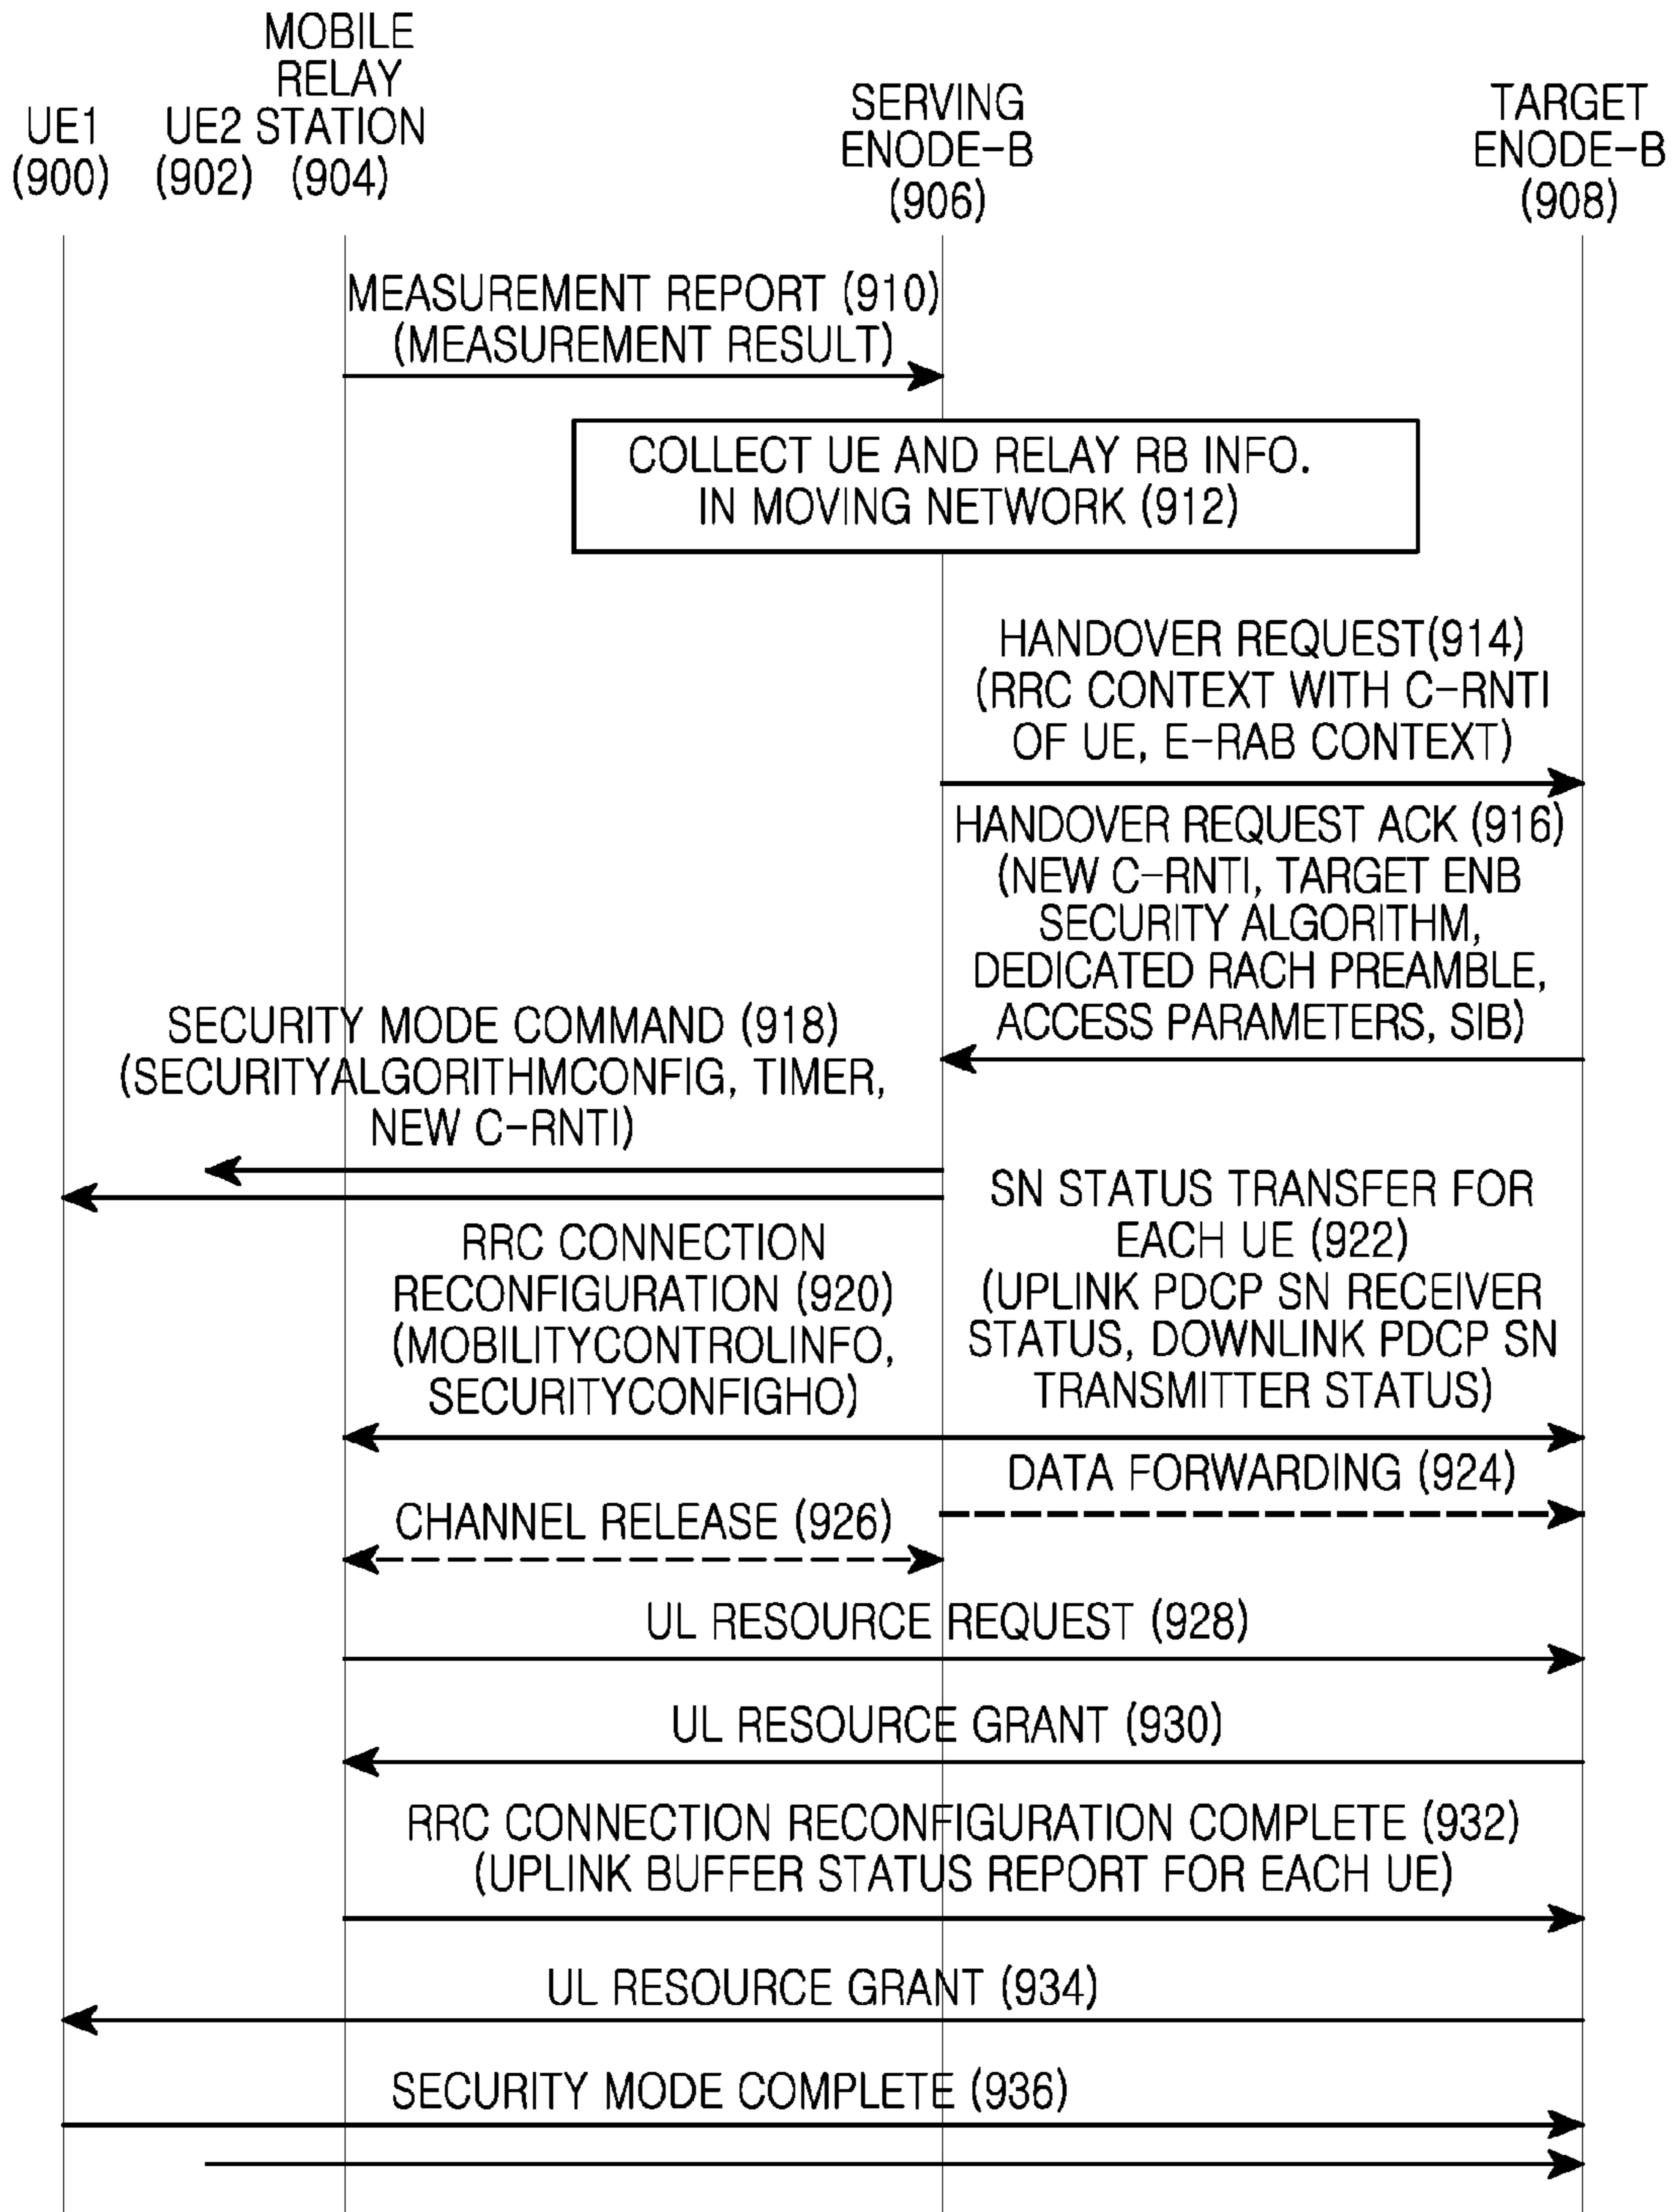 MOBILE
RELAY
UE1 UE2 STATION
(900) (902) (904)
SERVING
ENODE-B
(906)
TARGET
ENODE-B
(908)
MEASUREMENT REPORT (910)
(MEASUREMENT RESULT)
COLLECT UE AND RELAY RB INFO.
IN MOVING NETWORK (912)
HANDOVER REQUEST(914)
(RRC CONTEXT WITH C-RNTI
OF UE, E-RAB CONTEXT)
HANDOVER REQUEST ACK (916)
(NEW C-RNTI, TARGET ENB
SECURITY ALGORITHM,
DEDICATED RACH PREAMBLE,
ACCESS PARAMETERS, SIB)
SECURITY MODE COMMAND (918)
(SECURITYALGORITHMCONFIG, TIMER,
NEW C-RNTI)
RRC CONNECTION
RECONFIGURATION (920)
(MOBILITYCONTROLINFO,
SECURITYCONFIGHO)
SN STATUS TRANSFER FOR
EACH UE (922)
(UPLINK PDCP SN RECEIVER
STATUS, DOWNLINK PDCP SN
TRANSMITTER STATUS)
DATA FORWARDING (924)
CHANNEL RELEASE (926)
UL RESOURCE REQUEST (928)
UL RESOURCE GRANT (930)
RRC CONNECTION RECONFIGURATION COMPLETE (932)
(UPLINK BUFFER STATUS REPORT FOR EACH UE)
UL RESOURCE GRANT (934)
SECURITY MODE COMPLETE (936)